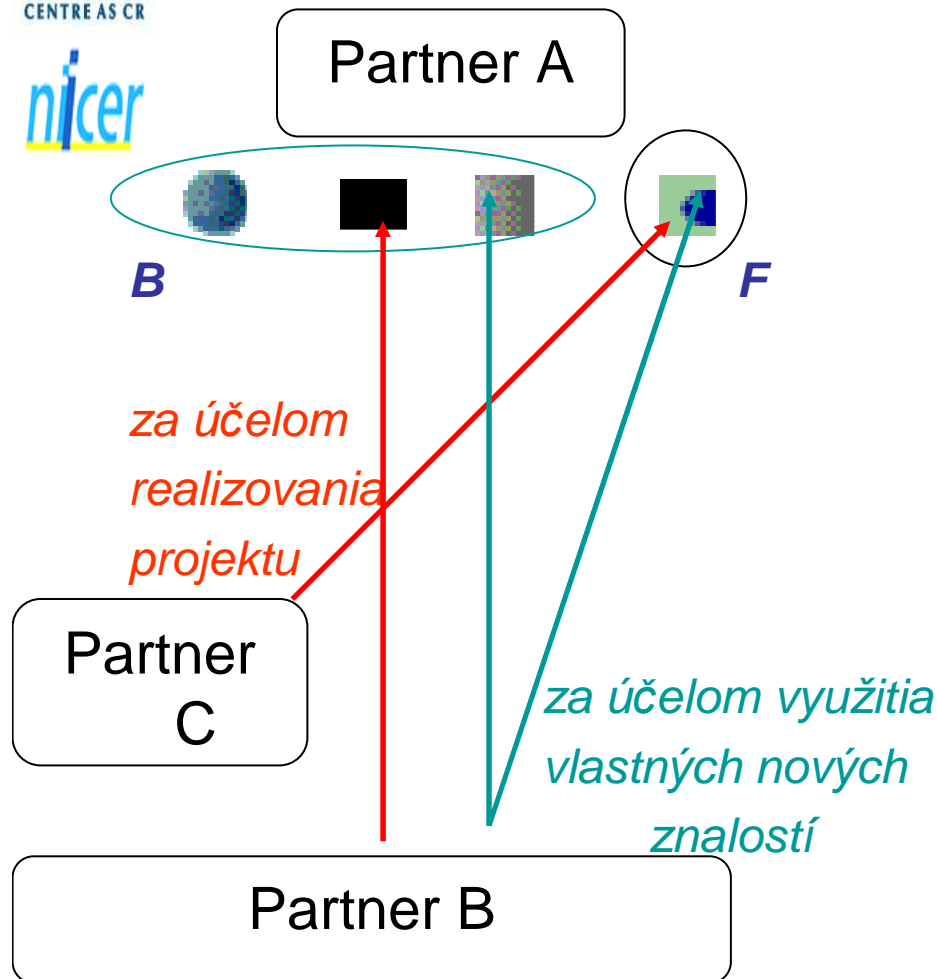 CENTRE AS CR
nicer
Partner A
B
F
za účelom
realizovania
projektu
Partner
C
za účelom využitia
vlastných nových
znalostí
Partner B